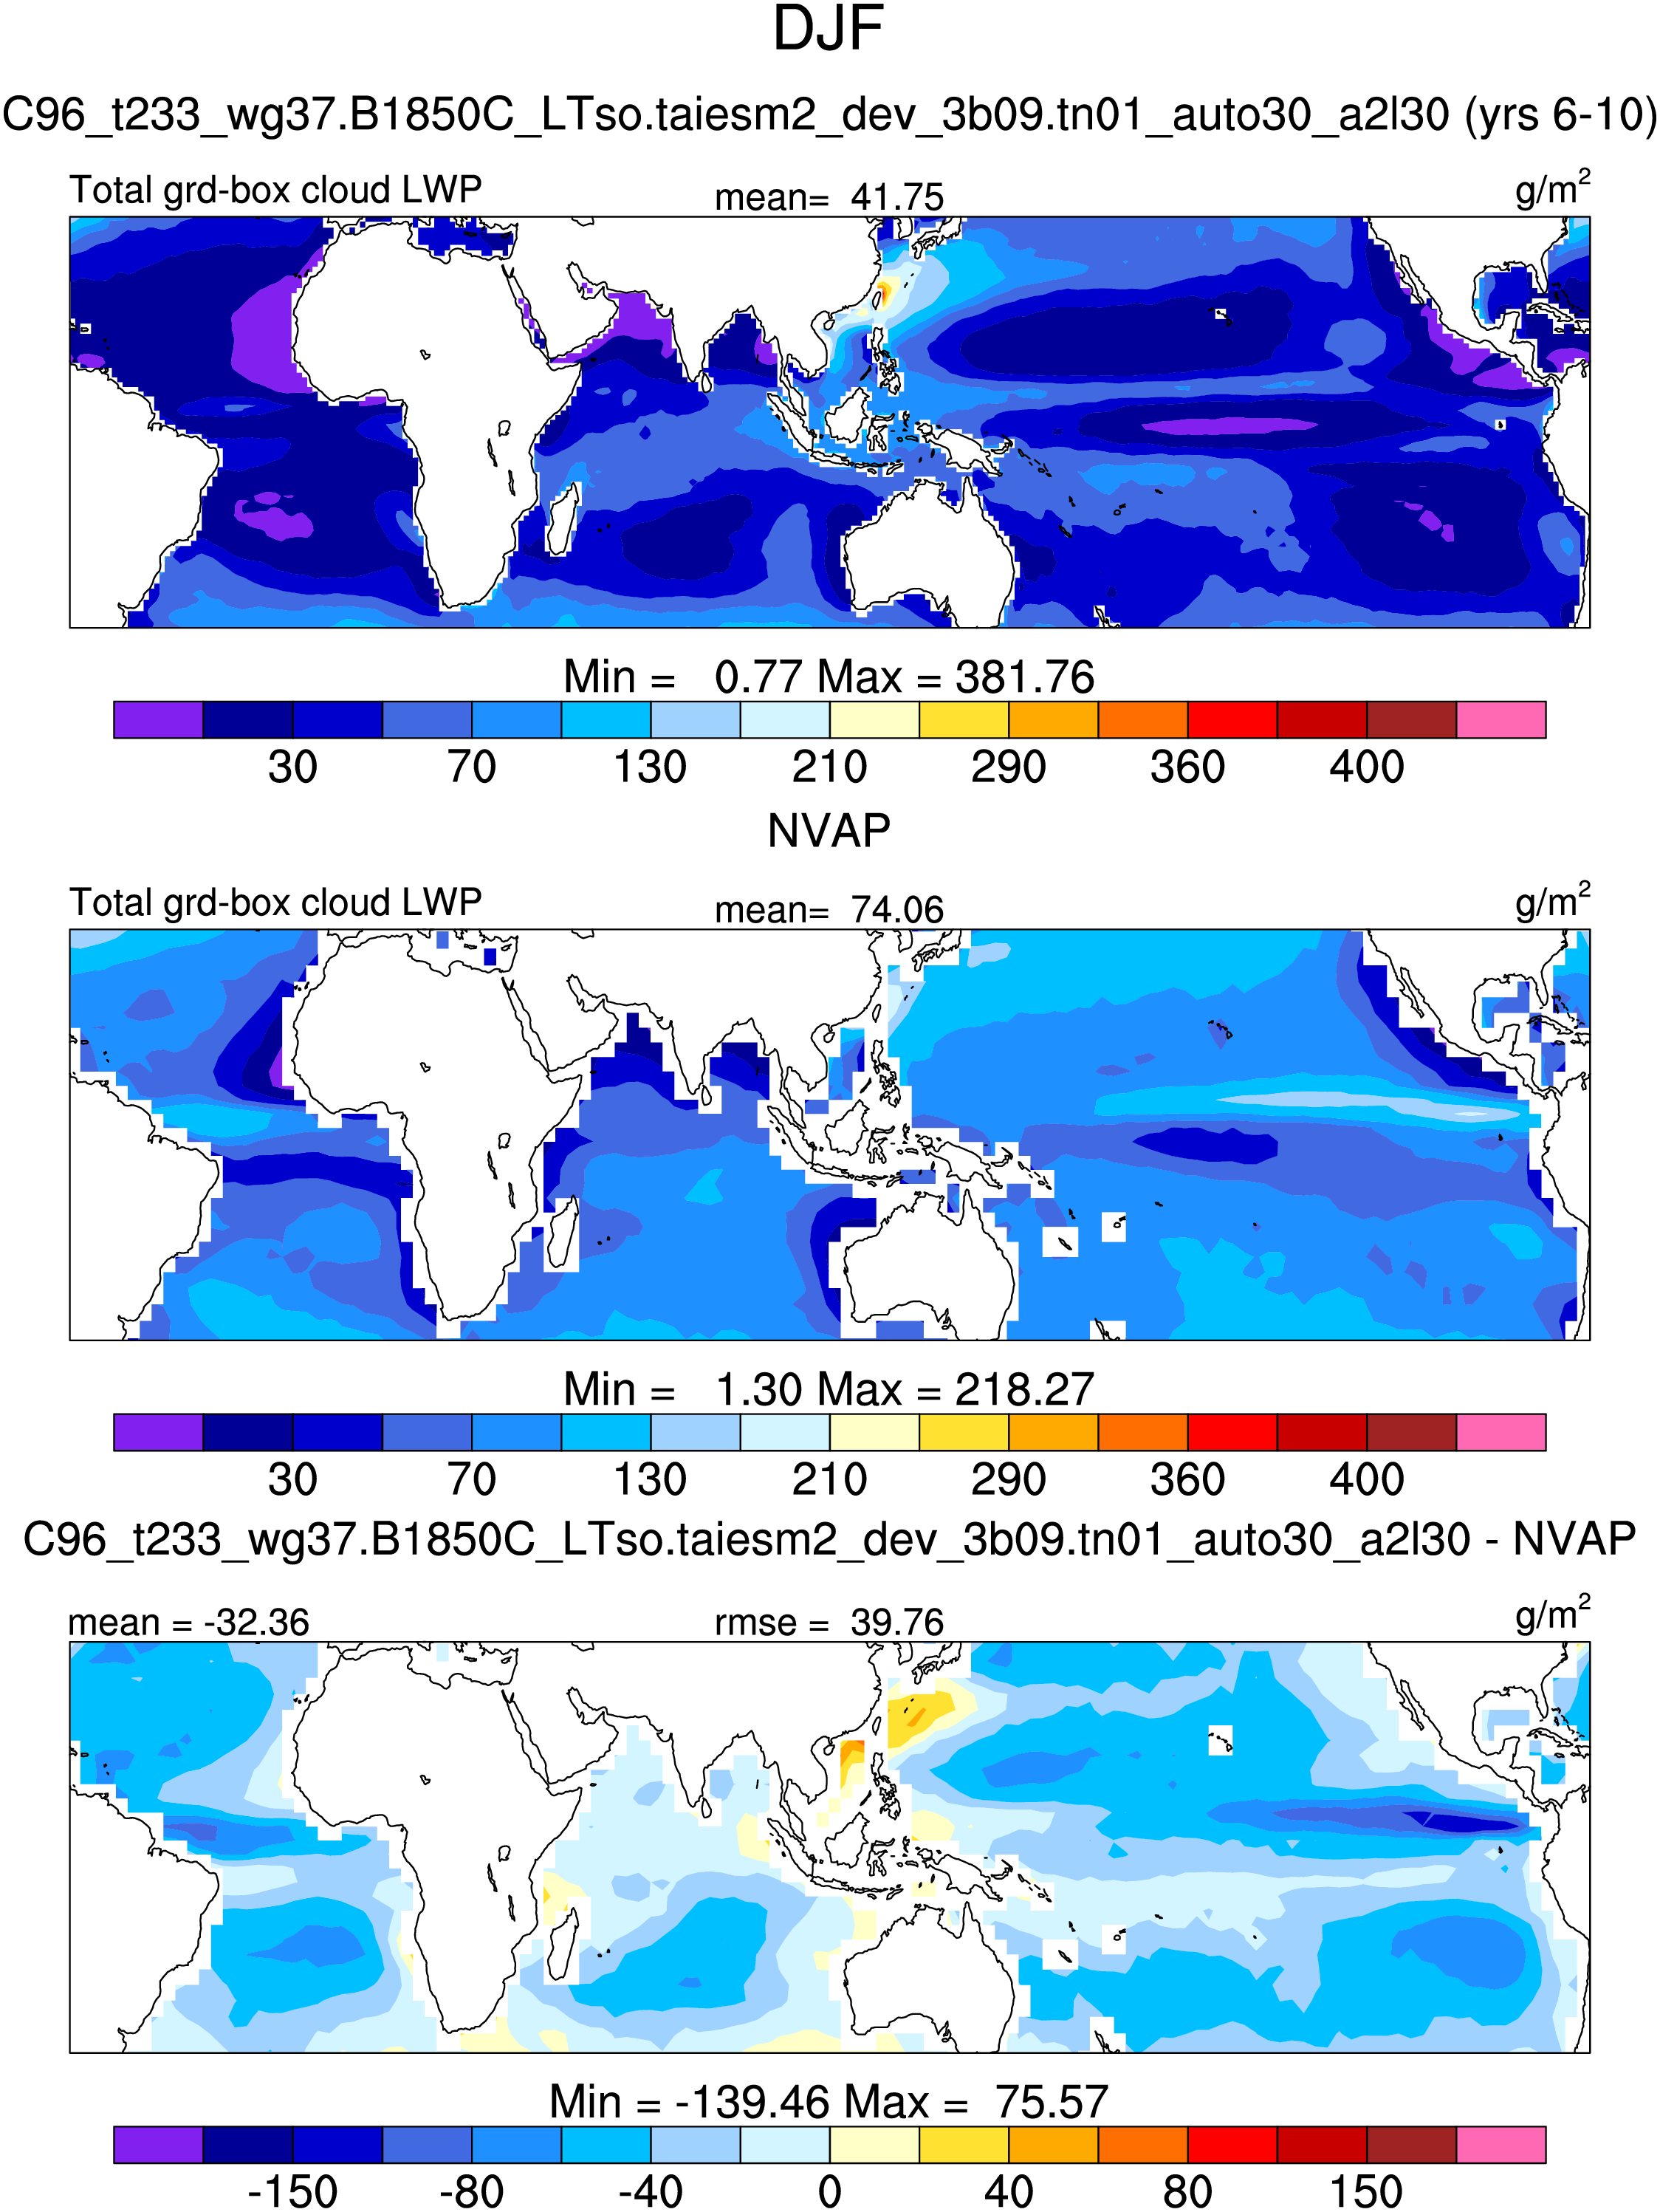 DJF
C96_t233_wg37.B1850C_LTso.taiesm2_dev_3b09.tn01_auto30_a2l30 (yrs 6-10)
Total grd-box cloud LWP mean= 41.75 g/m2
Min = 0.77 Max = 381.76
30 70 130 210 290 360 400
NVAP
Total grd-box cloud LWP mean= 74.06 g/m2
Min = 1.30 Max = 218.27
30 70 130 210 290 360 400
C96_t233_wg37.B1850C_LTso.taiesm2_dev_3b09.tn01_auto30_a2l30 - NVAP
mean = -32.36 rmse = 39.76 g/m2
Min = -139.46 Max = 75.57
-150 -80 -40 0 40 80 150